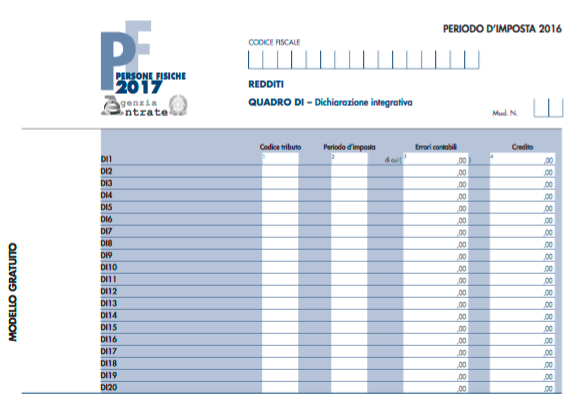 PERIODO D'IMPOSTA 2016
PF
PERSONE FISICHE
2017
Agenzia
Entrate
CODICE FISCALE
REDDITI
QUADRO DI – Dichiarazione integrativa
Mod. N.
Codice tributo Periodo d'imposta Errori contabili Credito
DI1 1 2 di cui ( 3 ,00 ) 4 ,00
DI2 ,00 ,00
DI3 ,00 ,00
DI4 ,00 ,00
DI5 ,00 ,00
DI6 ,00 ,00
DI7 ,00 ,00
DI8 ,00 ,00
DI9 ,00 ,00
DI10 ,00 ,00
DI11 ,00 ,00
DI12 ,00 ,00
DI13 ,00 ,00
DI14 ,00 ,00
DI15 ,00 ,00
DI16 ,00 ,00
DI17 ,00 ,00
DI18 ,00 ,00
DI19 ,00 ,00
DI20 ,00 ,00
MODELLO GRATUITO